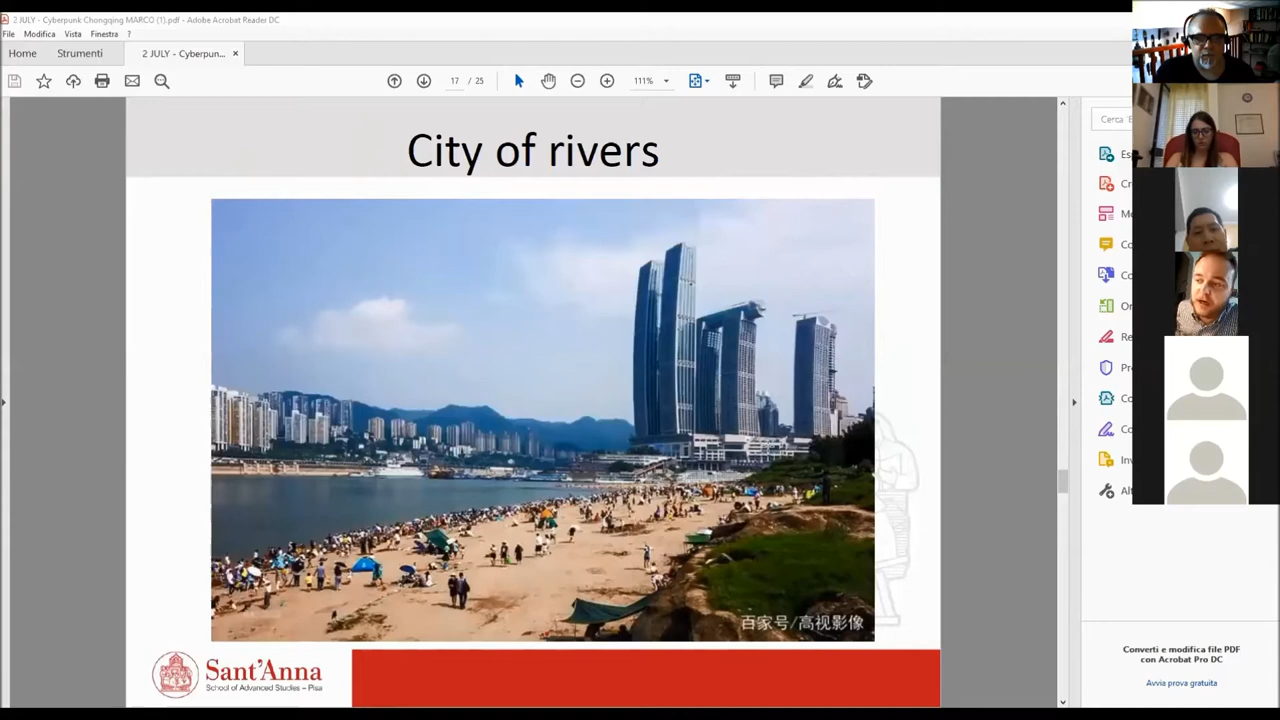 2 JULY - Cyberpunk Chongqing MARCO (1).pdf - Adobe Acrobat Reader DC
File Modifica Vista Finestra ?
Home Strumenti 2 JULY - Cyberpun... ×
17 / 25 111%
Cerca
City of rivers
百家号/高视影像
Sant'Anna
School of Advanced Studies – Pisa
Converti e modifica file PDF
con Acrobat Pro DC
Avvia prova gratuita